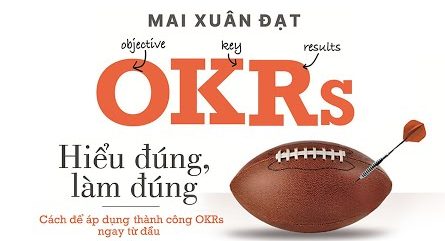 MAI XUÂN ĐẠT
objective key results
OKRs
Hiểu đúng,
làm đúng
Cách để áp dụng thành công OKRs
ngay từ đầu